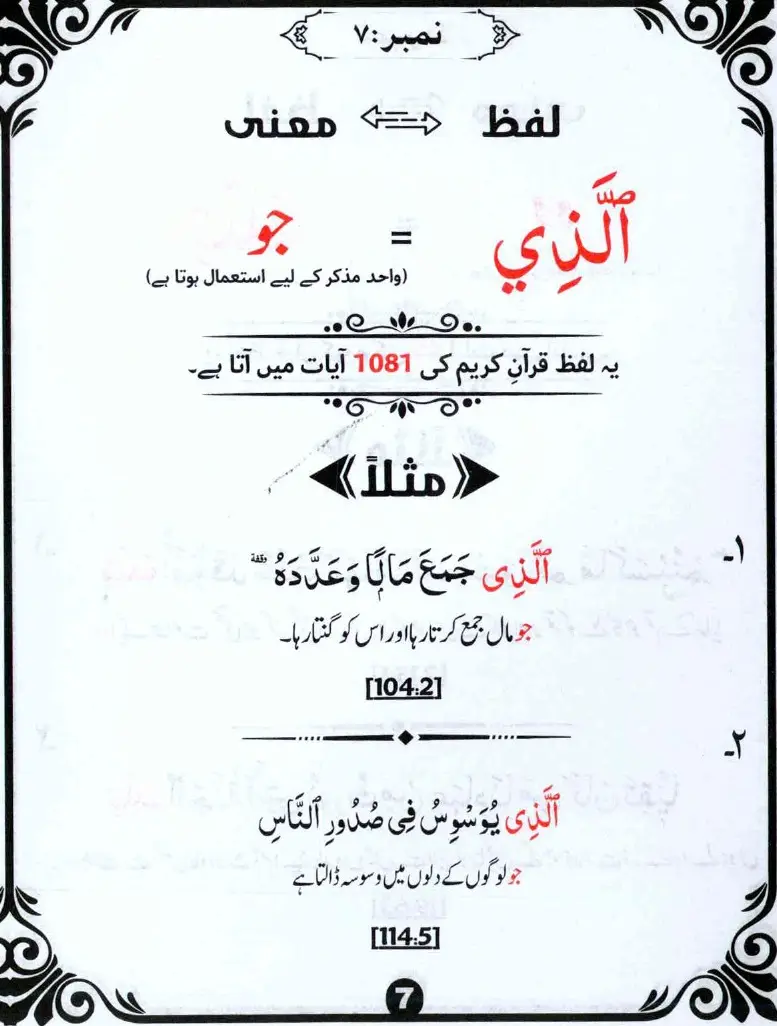 نمبر: ۷
لفظ ⇐⇒ معنی
ٱلَّذِي = جو
(واحد مذکر کے لیے استعمال ہوتا ہے)
یہ لفظ قرآنِ کریم کی 1081 آیات میں آتا ہے۔
مثلاً
۱۔
ٱلَّذِی جَمَعَ مَالࣰا وَعَدَّدَهُ وقفة
جو مال جمع کرتا رہا اور اس کو گنتا رہا۔
[104:2]
۲۔
ٱلَّذِی یُوَسۡوِسُ فِی صُدُورِ ٱلنَّاسِ
جو لوگوں کے دلوں میں وسوسہ ڈالتا ہے
[114:5]
7